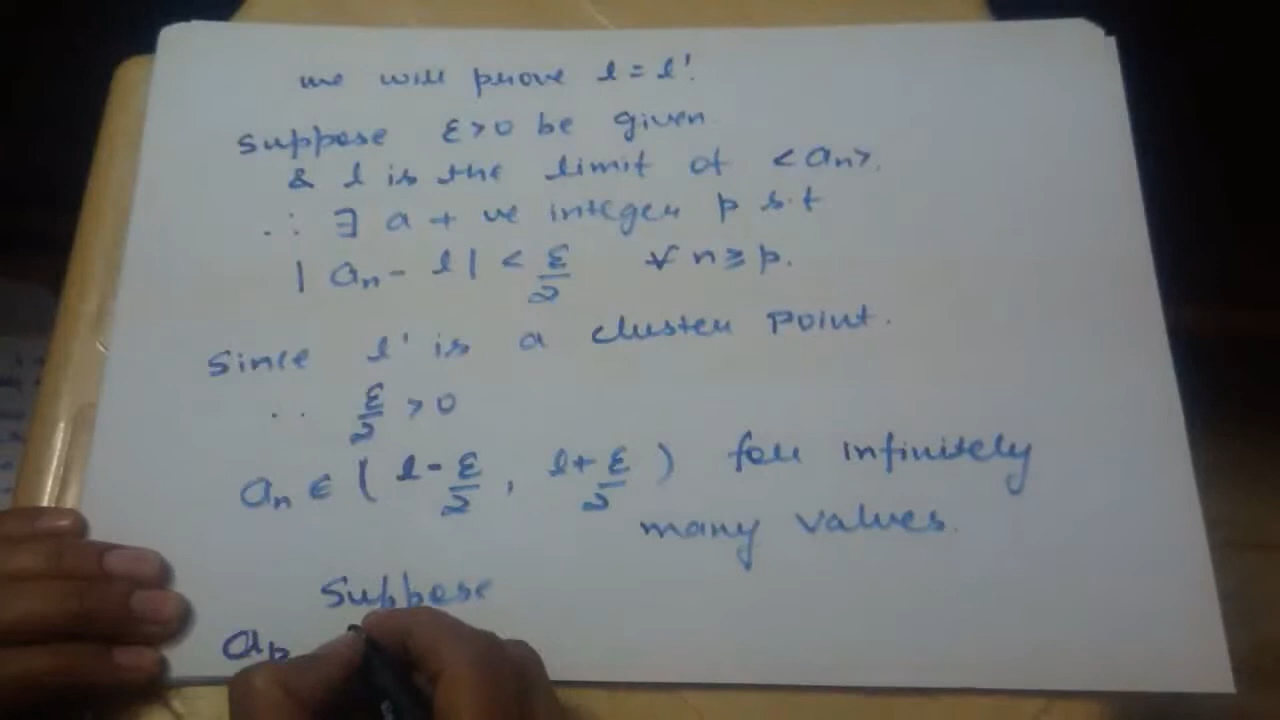 we will prove l = l'.
Suppose ε > 0 be given.
& l is the limit of <an>.
∴ ∃ a + ve integer p s.t
| an - l | < ε/2 ∀ n ≥ p.
Since l' is a cluster point.
∴ ε/2 > 0
an ∈ ( l - ε/2 , l + ε/2 ) for infinitely
many values.
Suppose
ap